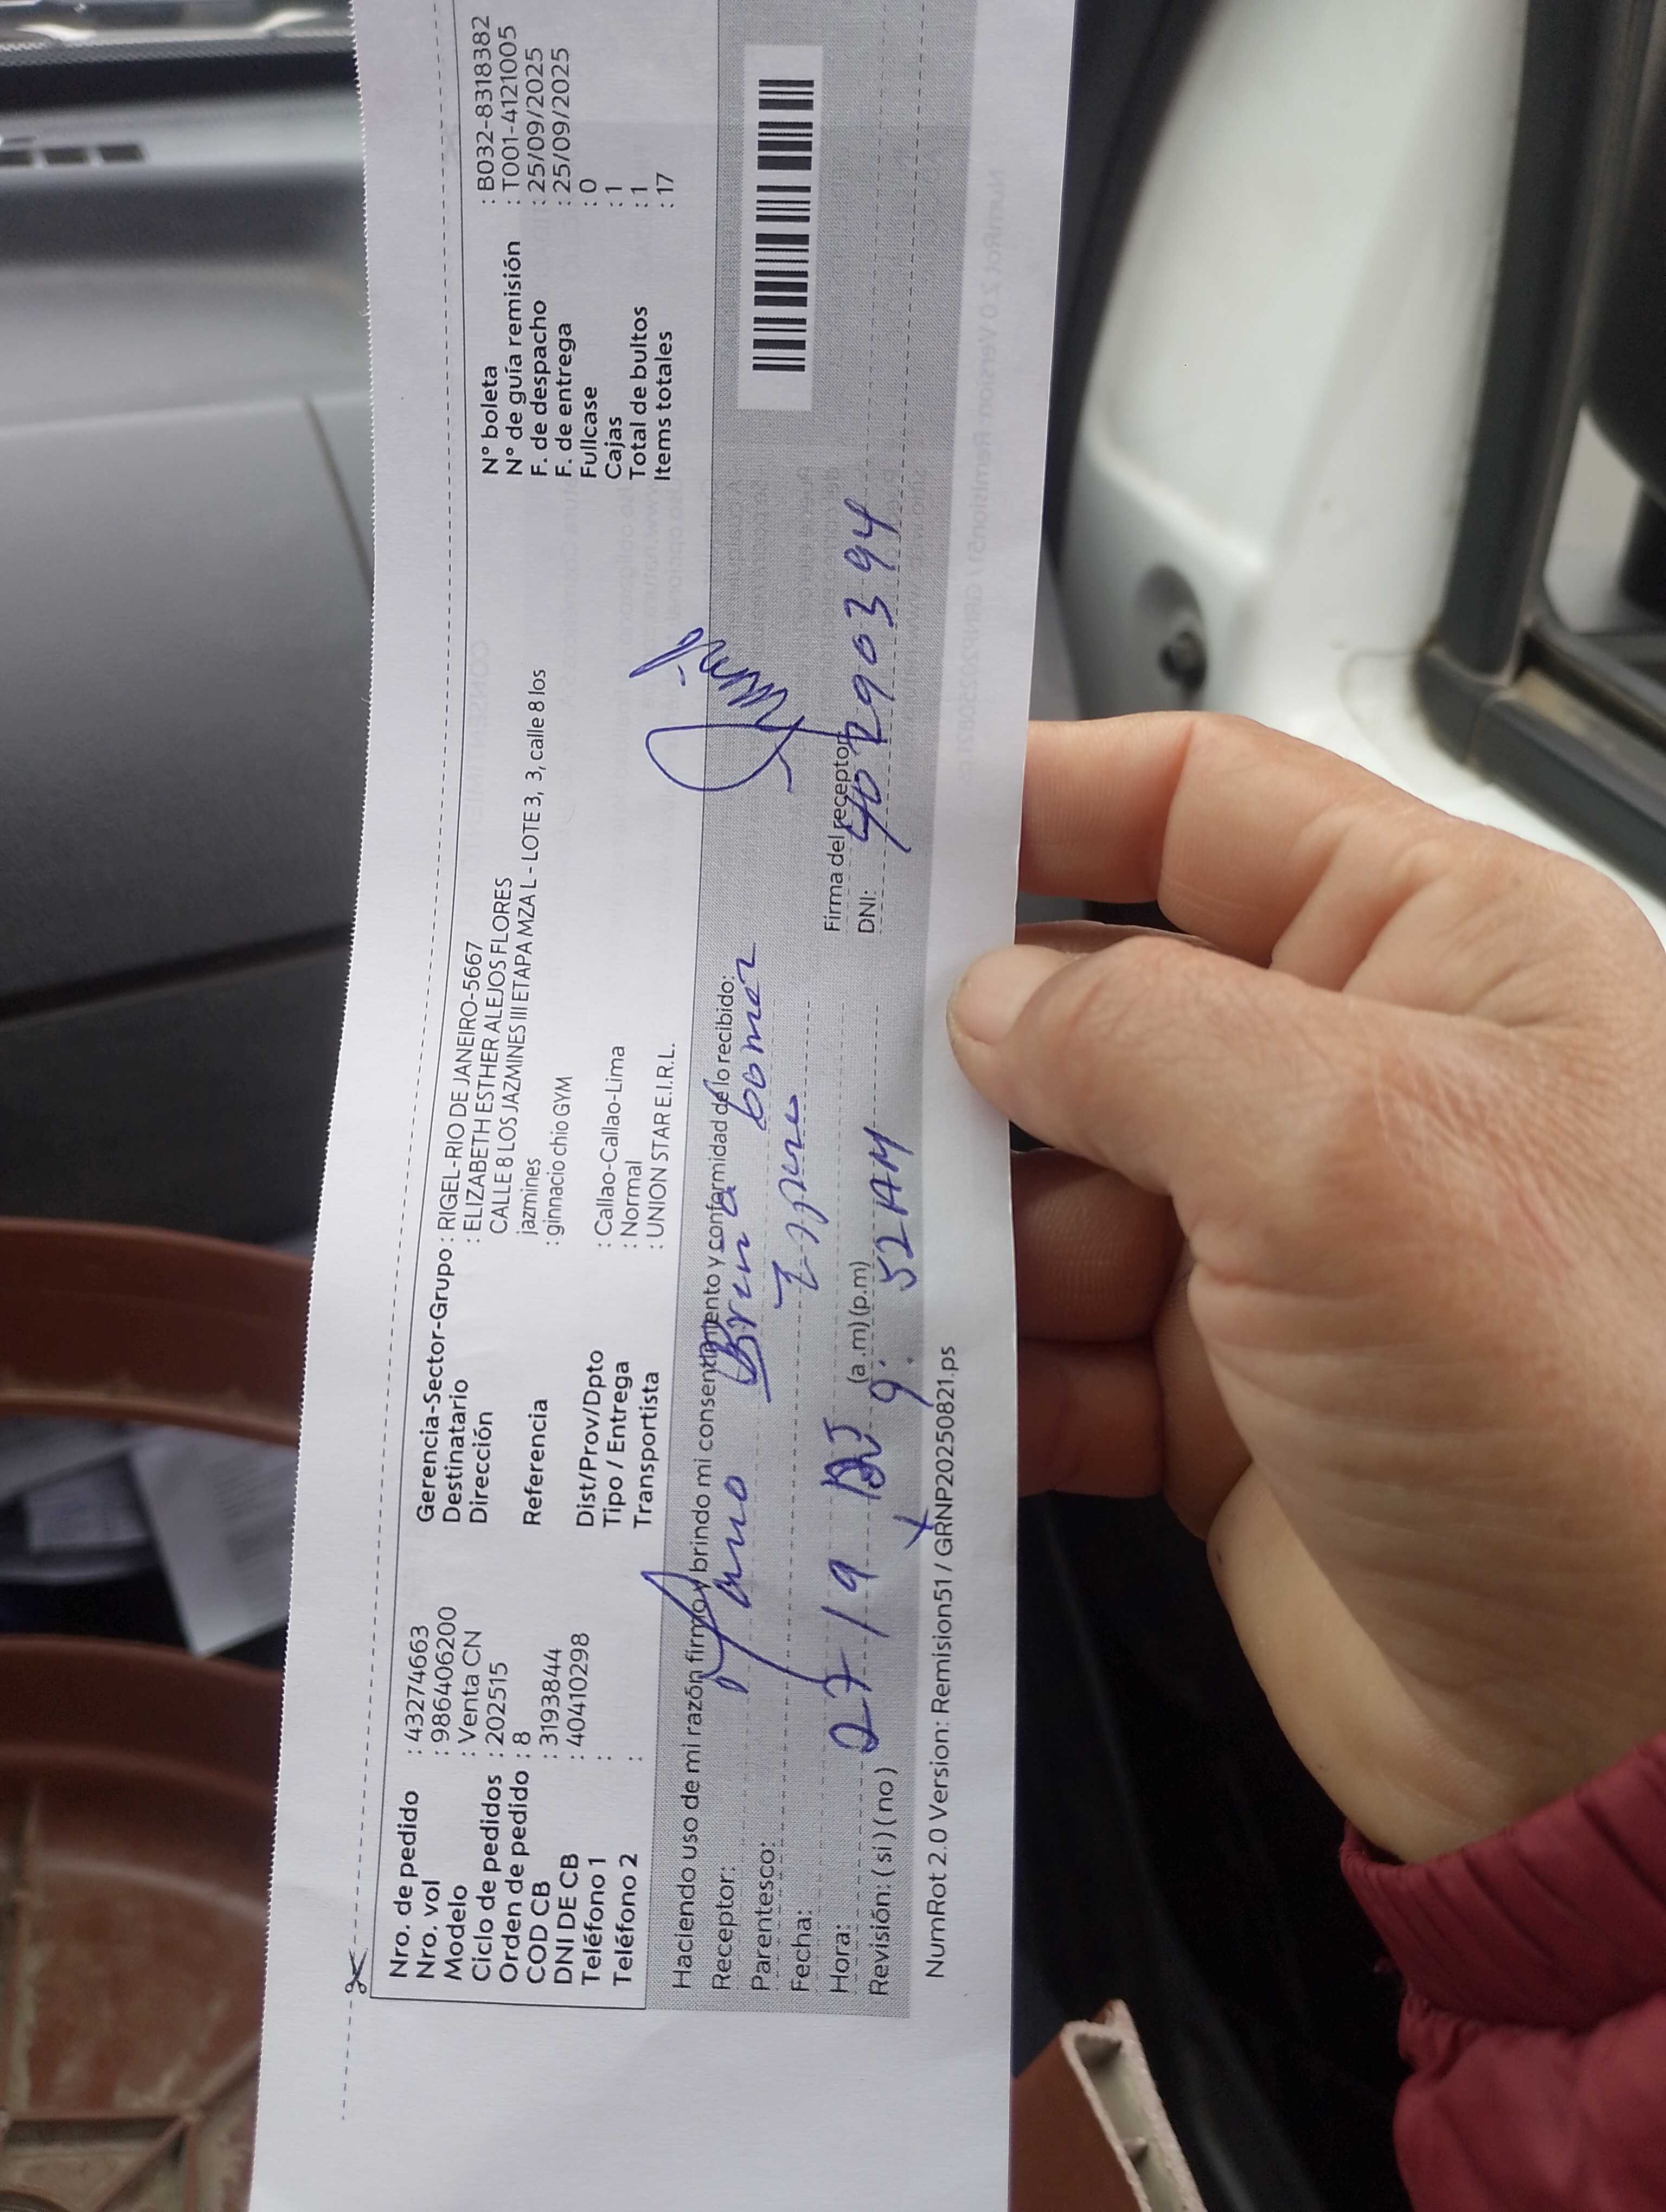 Nro. de pedido : 43274663
Nro. vol : 986406200
Modelo : Venta CN
Ciclo de pedidos : 202515
Orden de pedido : 8
COD CB : 3193844
DNI DE CB : 40410298
Teléfono 1 :
Teléfono 2 :
Gerencia-Sector-Grupo : RIGEL-RIO DE JANEIRO-5667
Destinatario : ELIZABETH ESTHER ALEJOS FLORES
Dirección CALLE 8 LOS JAZMINES III ETAPA MZA L - LOTE 3, 3, calle 8 los
jazmines
Referencia : ginnacio chio GYM
Dist/Prov/Dpto : Callao-Callao-Lima
Tipo / Entrega : Normal
Transportista : UNION STAR E.I.R.L.
N° boleta : B032-8318382
N° de guía remisión : T001-4121005
F. de despacho : 25/09/2025
F. de entrega : 25/09/2025
Fullcase : 0
Cajas : 1
Total de bultos : 1
Items totales : 17
Haciendo uso de mi razón firmo y brindo mi consentimiento y conformidad de lo recibido:
Receptor:
Parentesco:
Fecha: 27/9
Hora: (a .m) (p.m) 9:52 AM
Revisión: ( si ) ( no )
Firma del receptor
DNI: 40290394
NumRot 2.0 Version: Remision51 / GRNP20250821.ps